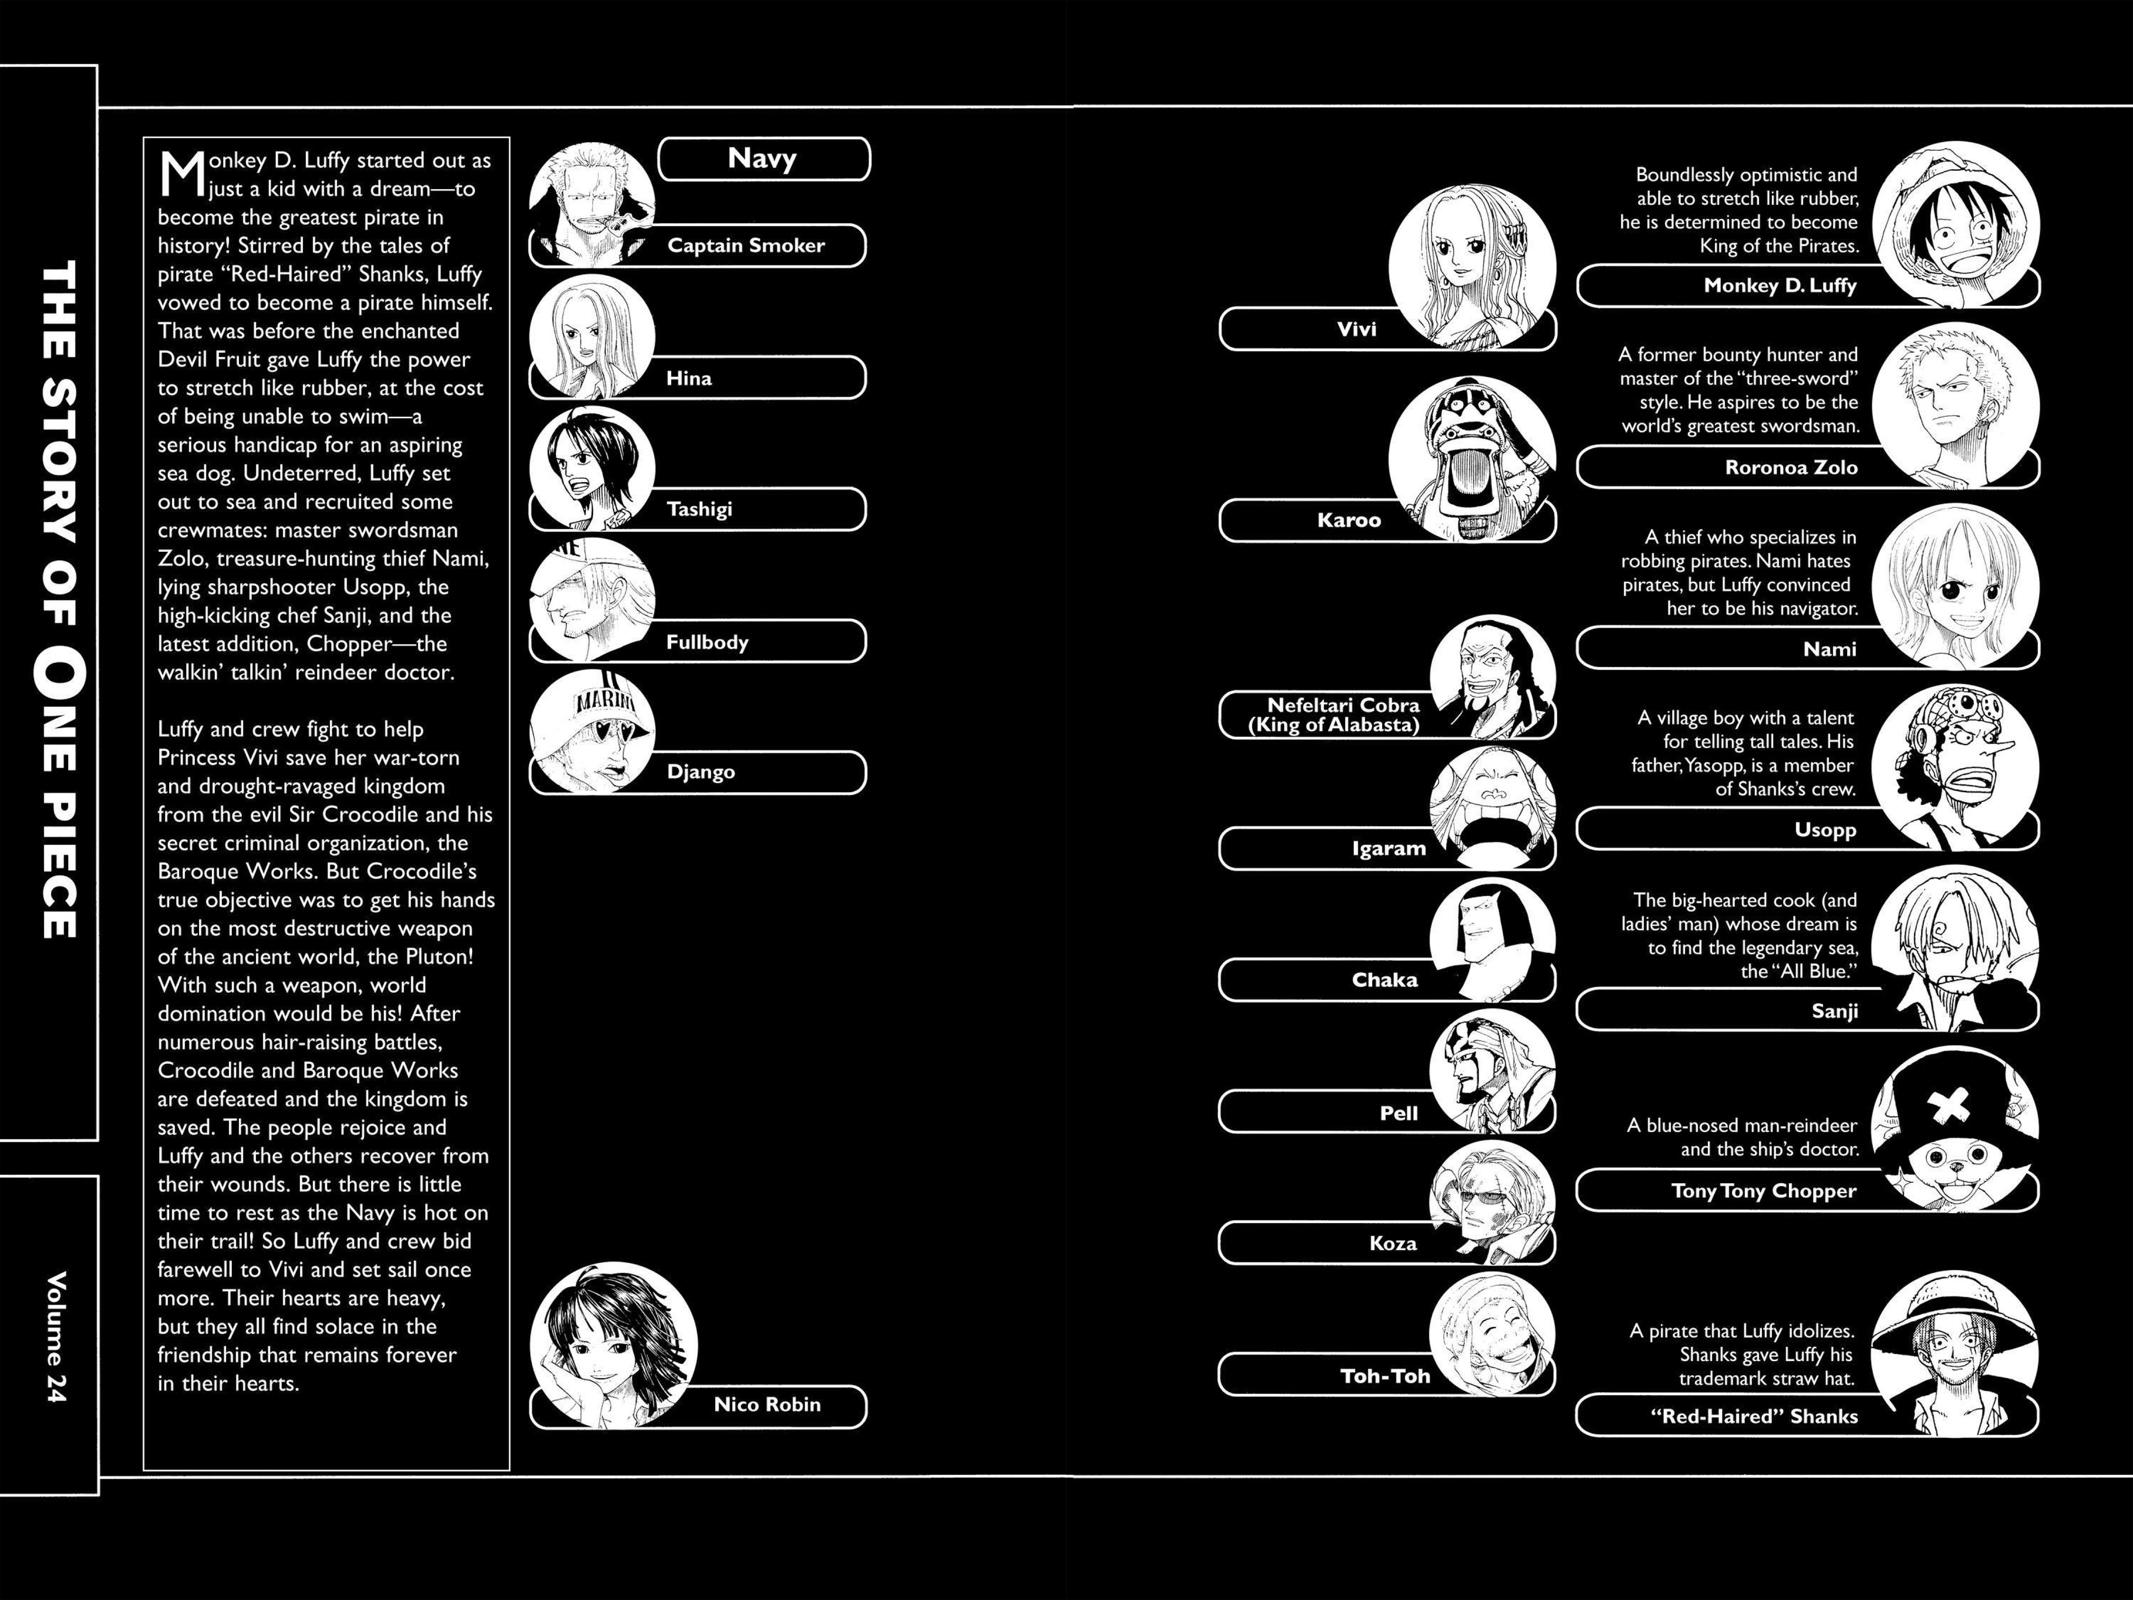 THE STORY OF ONE PIECE
Volume 24
Monkey D. Luffy started out as
just a kid with a dream—to
become the greatest pirate in
history! Stirred by the tales of
pirate “Red-Haired” Shanks, Luffy
vowed to become a pirate himself.
That was before the enchanted
Devil Fruit gave Luffy the power
to stretch like rubber, at the cost
of being unable to swim—a
serious handicap for an aspiring
sea dog. Undeterred, Luffy set
out to sea and recruited some
crewmates: master swordsman
Zolo, treasure-hunting thief Nami,
lying sharpshooter Usopp, the
high-kicking chef Sanji, and the
latest addition, Chopper—the
walkin’ talkin’ reindeer doctor.
Luffy and crew fight to help
Princess Vivi save her war-torn
and drought-ravaged kingdom
from the evil Sir Crocodile and his
secret criminal organization, the
Baroque Works. But Crocodile’s
true objective was to get his hands
on the most destructive weapon
of the ancient world, the Pluton!
With such a weapon, world
domination would be his! After
numerous hair-raising battles,
Crocodile and Baroque Works
are defeated and the kingdom is
saved. The people rejoice and
Luffy and the others recover from
their wounds. But there is little
time to rest as the Navy is hot on
their trail! So Luffy and crew bid
farewell to Vivi and set sail once
more. Their hearts are heavy,
but they all find solace in the
friendship that remains forever
in their hearts.
Navy
Captain Smoker
Hina
Tashigi
Fullbody
MARIN
Django
Nico Robin
Vivi
Karoo
Nefeltari Cobra
(King of Alabasta)
Igaram
Chaka
Pell
Koza
Toh-Toh
Boundlessly optimistic and
able to stretch like rubber,
he is determined to become
King of the Pirates.
Monkey D. Luffy
A former bounty hunter and
master of the “three-sword”
style. He aspires to be the
world’s greatest swordsman.
Roronoa Zolo
A thief who specializes in
robbing pirates. Nami hates
pirates, but Luffy convinced
her to be his navigator.
Nami
A village boy with a talent
for telling tall tales. His
father, Yasopp, is a member
of Shanks’s crew.
Usopp
The big-hearted cook (and
ladies’ man) whose dream is
to find the legendary sea,
the “All Blue.”
Sanji
A blue-nosed man-reindeer
and the ship’s doctor.
Tony Tony Chopper
A pirate that Luffy idolizes.
Shanks gave Luffy his
trademark straw hat.
“Red-Haired” Shanks